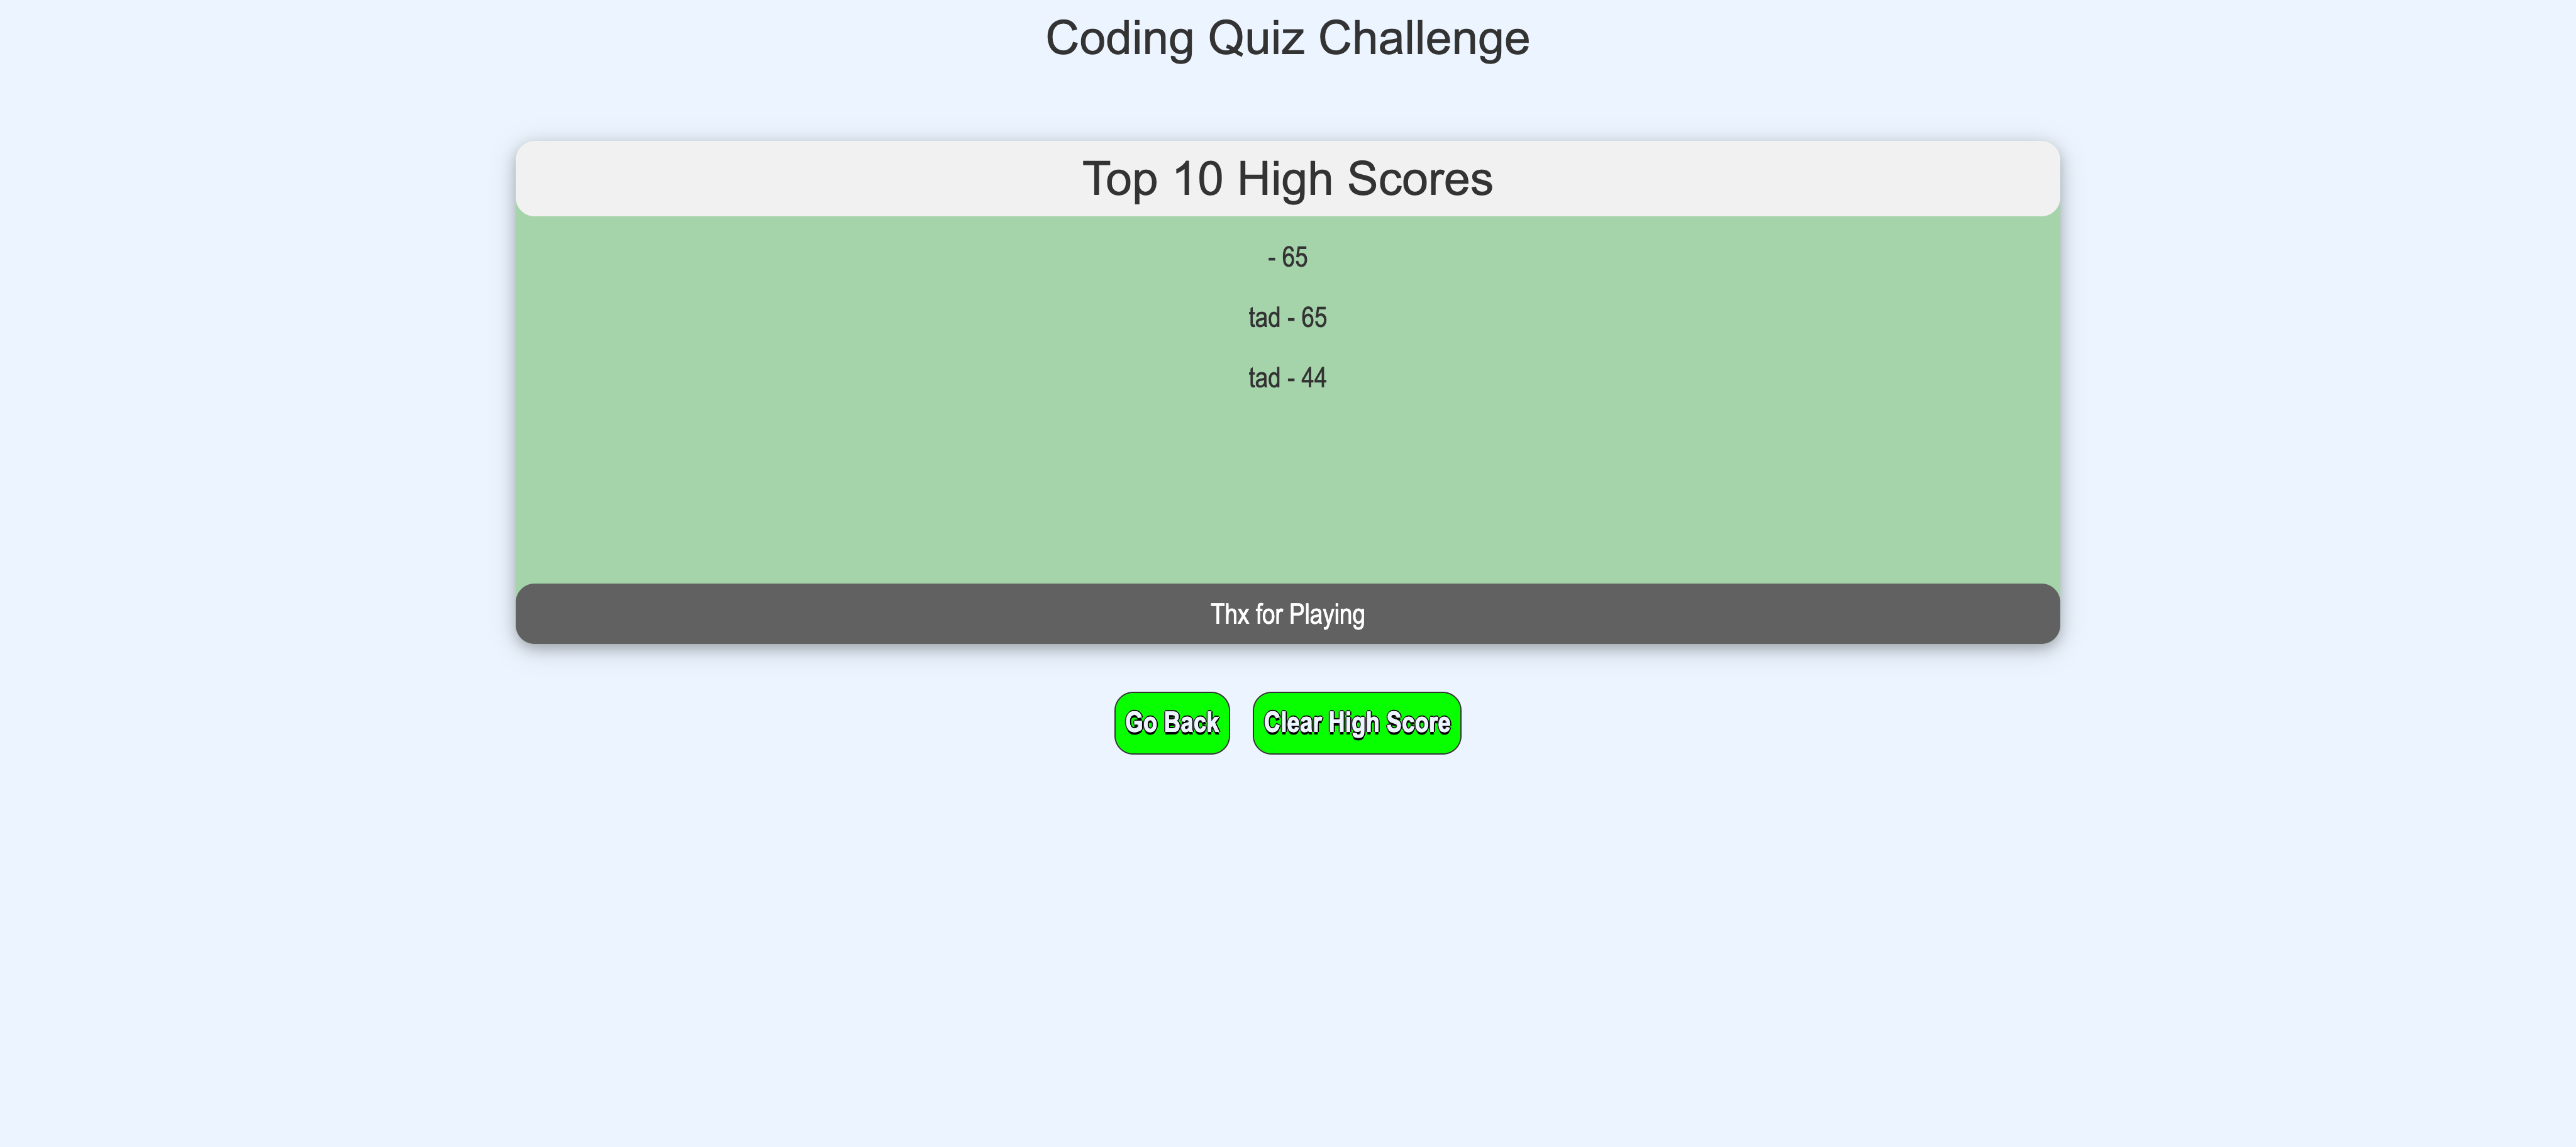 Coding Quiz Challenge
Top 10 High Scores
- 65
tad - 65
tad - 44
Thx for Playing
Go Back
Clear High Score